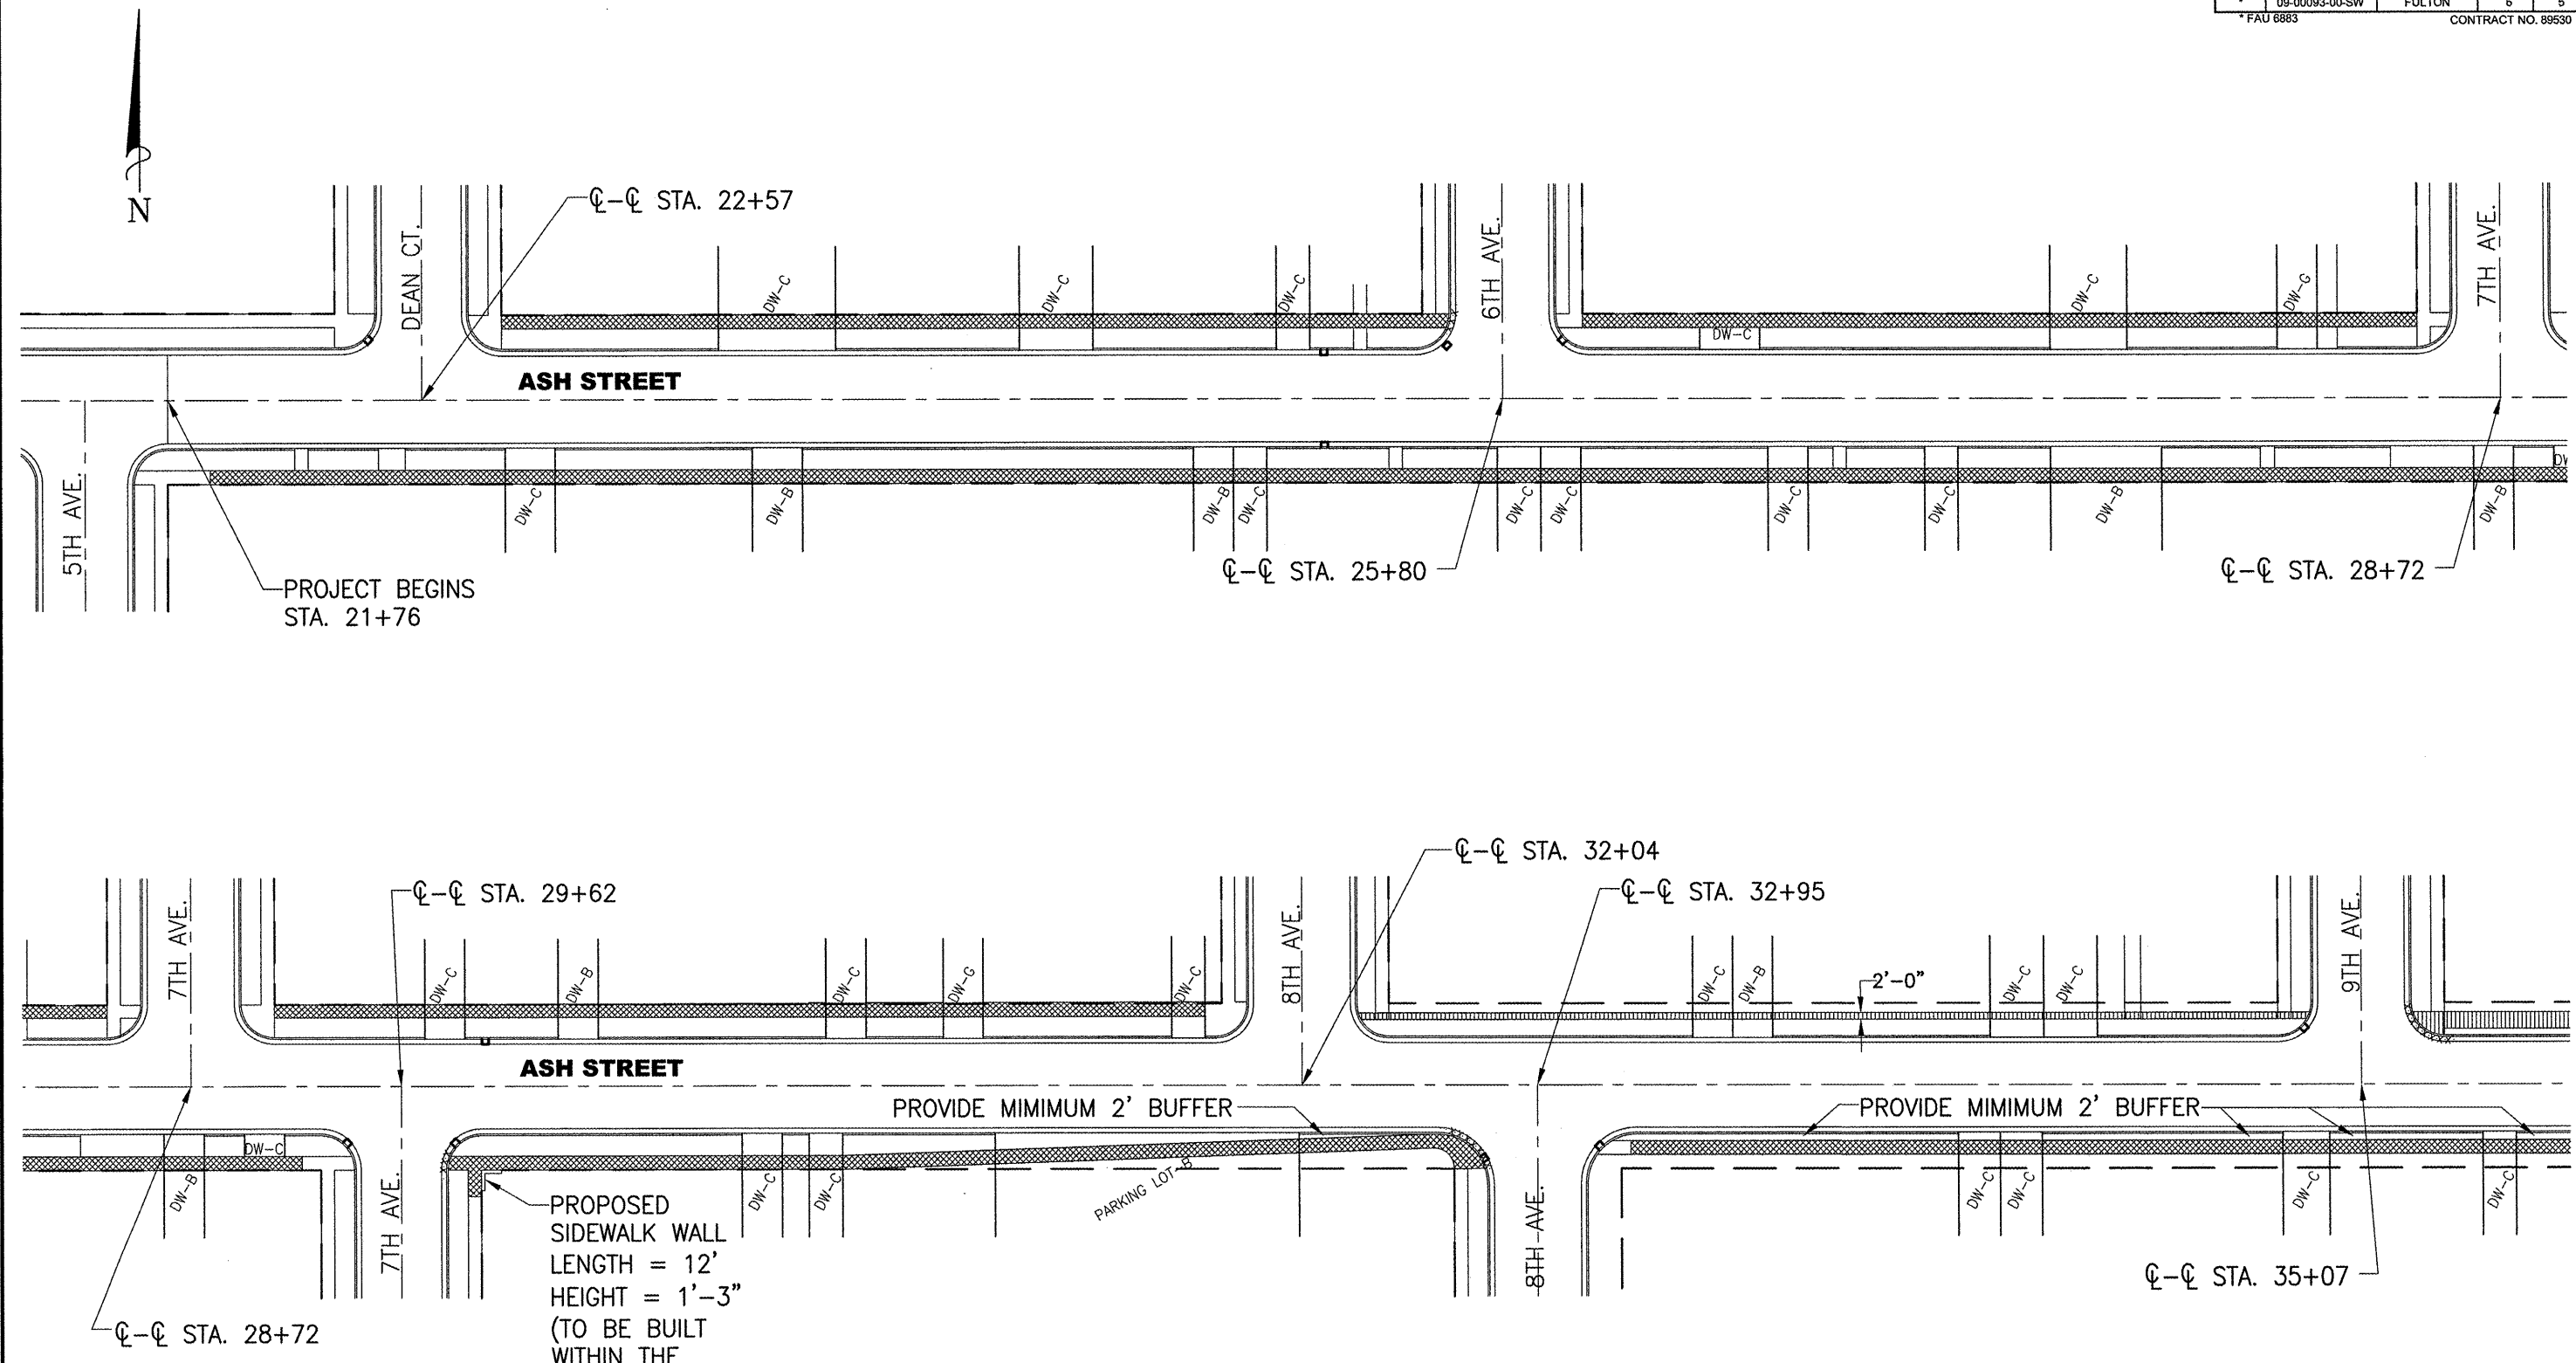 * 09-00093-00-SW FULTON 6 5
* FAU 6883 CONTRACT NO. 89530
N
DEAN CT.
℄-℄ STA. 22+57
DW-C
DW-C
DW-C
6TH AVE.
DW-C
DW-C
DW-G
7TH AVE.
ASH STREET
5TH AVE.
PROJECT BEGINS
STA. 21+76
DW-C
DW-B
DW-B
DW-C
℄-℄ STA. 25+80
DW-C
DW-C
DW-C
DW-C
DW-B
℄-℄ STA. 28+72
DW-B
DW
7TH AVE.
℄-℄ STA. 29+62
DW-C
DW-B
DW-C
DW-G
DW-C
8TH AVE.
℄-℄ STA. 32+04
℄-℄ STA. 32+95
DW-C
DW-B
2'-0"
DW-C
DW-C
9TH AVE.
ASH STREET
PROVIDE MIMIMUM 2' BUFFER
PROVIDE MIMIMUM 2' BUFFER
DW-B
DW-C
℄-℄ STA. 28+72
7TH AVE.
PROPOSED
SIDEWALK WALL
LENGTH = 12'
HEIGHT = 1'-3"
(TO BE BUILT
WITHIN THE
DW-C
DW-C
PARKING LOT-B
8TH AVE.
DW-C
DW-C
DW-C
DW-C
℄-℄ STA. 35+07